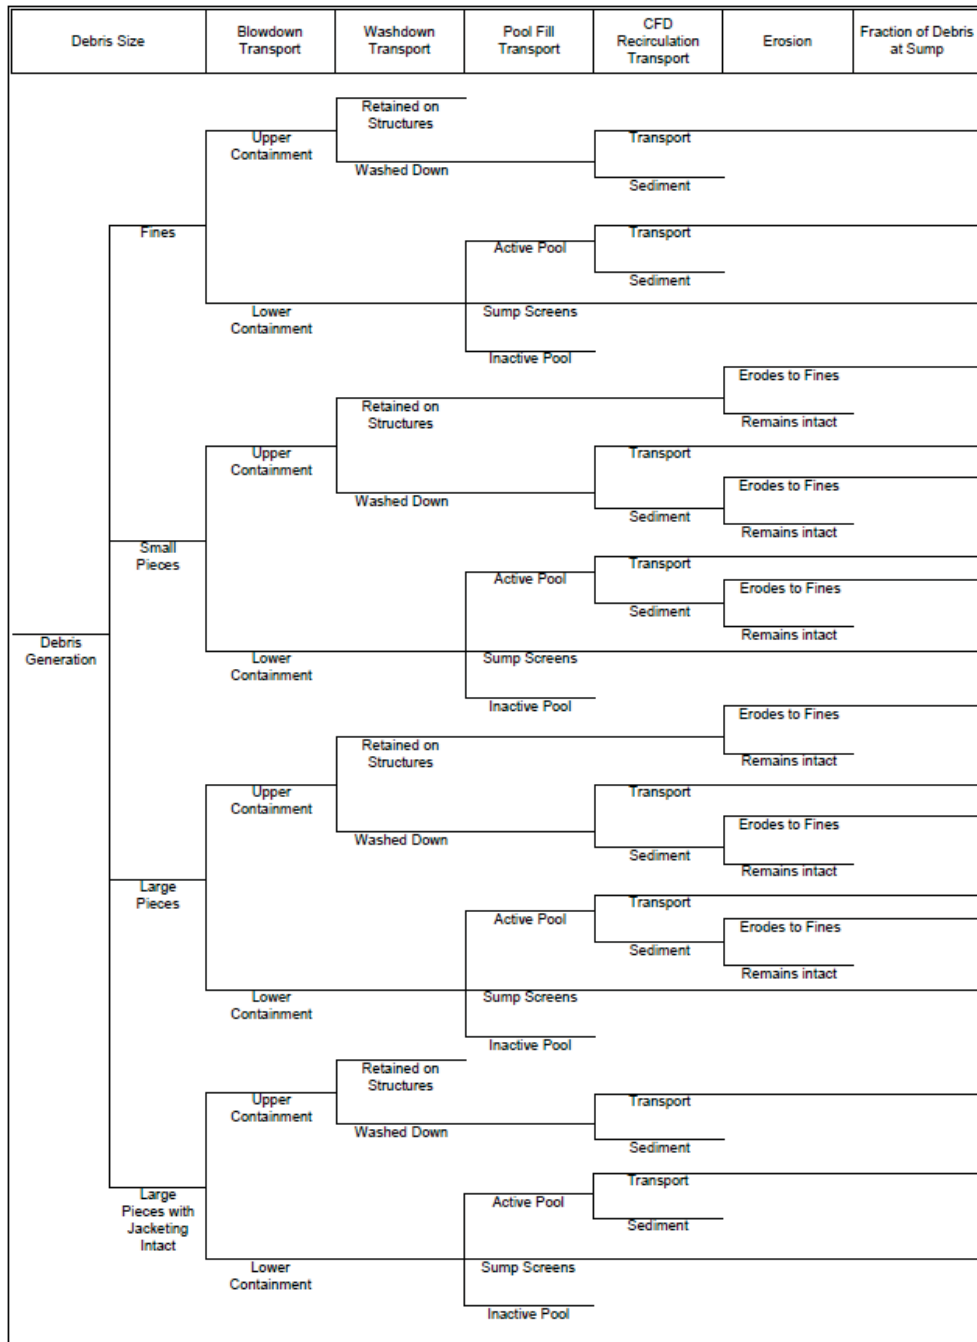 Debris Size
Blowdown
Transport
Washdown
Transport
Pool Fill
Transport
CFD
Recirculation
Transport
Erosion
Fraction of Debris
at Sump
Retained on
Structures
Upper
Containment
Transport
Washed Down
Sediment
Fines
Transport
Active Pool
Sediment
Lower
Containment
Sump Screens
Inactive Pool
Erodes to Fines
Retained on
Structures
Remains intact
Upper
Containment
Transport
Erodes to Fines
Washed Down
Sediment
Remains intact
Small
Pieces
Transport
Active Pool
Erodes to Fines
Sediment
Remains intact
Debris
Generation
Lower
Containment
Sump Screens
Inactive Pool
Erodes to Fines
Retained on
Structures
Remains intact
Upper
Containment
Transport
Erodes to Fines
Washed Down
Sediment
Remains intact
Large
Pieces
Transport
Active Pool
Erodes to Fines
Sediment
Remains intact
Lower
Containment
Sump Screens
Inactive Pool
Retained on
Structures
Upper
Containment
Transport
Washed Down
Sediment
Large
Pieces with
Jacketing
Intact
Transport
Active Pool
Sediment
Lower
Containment
Sump Screens
Inactive Pool